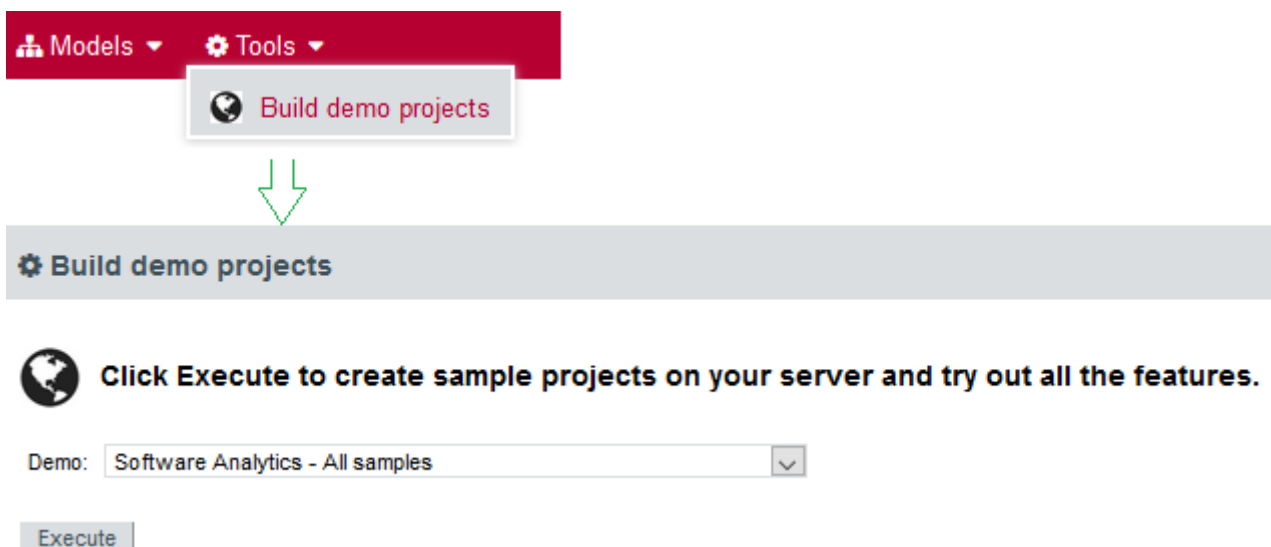 Models Tools
Build demo projects
Build demo projects
Click Execute to create sample projects on your server and try out all the features.
Demo: Software Analytics - All samples
Execute